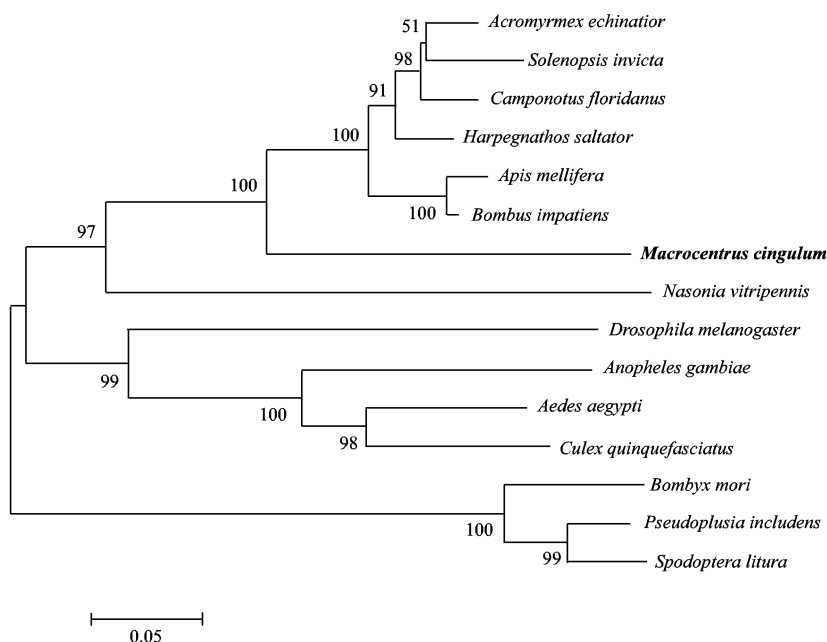 51
Acromyrmex echinatior
Solenopsis invicta
98
Camponotus floridanus
91
Harpegnathos saltator
100
Apis mellifera
100
Bombus impatiens
100
Macrocentrus cingulum
97
Nasonia vitripennis
Drosophila melanogaster
99
Anopheles gambiae
100
Aedes aegypti
98
Culex quinquefasciatus
Bombyx mori
100
Pseudoplusia includens
99
Spodoptera litura
0.05